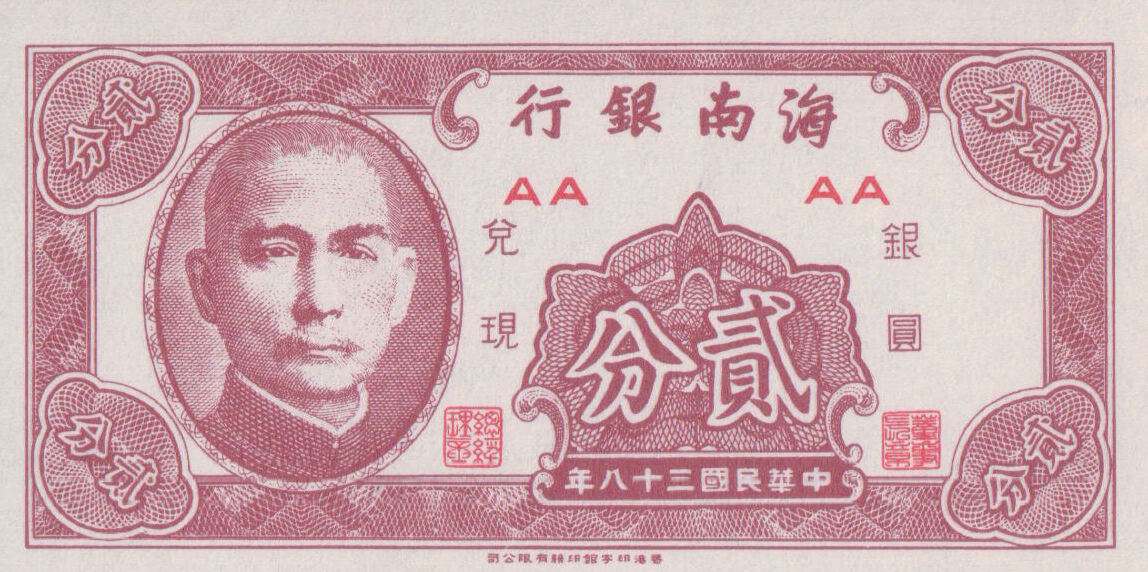 海南銀行
貳分
貳分
AA AA
銀圓
兌現
貳分
總經理
董事長章
中華民國三十八年
貳分
貳分
香港印字館印務有限公司